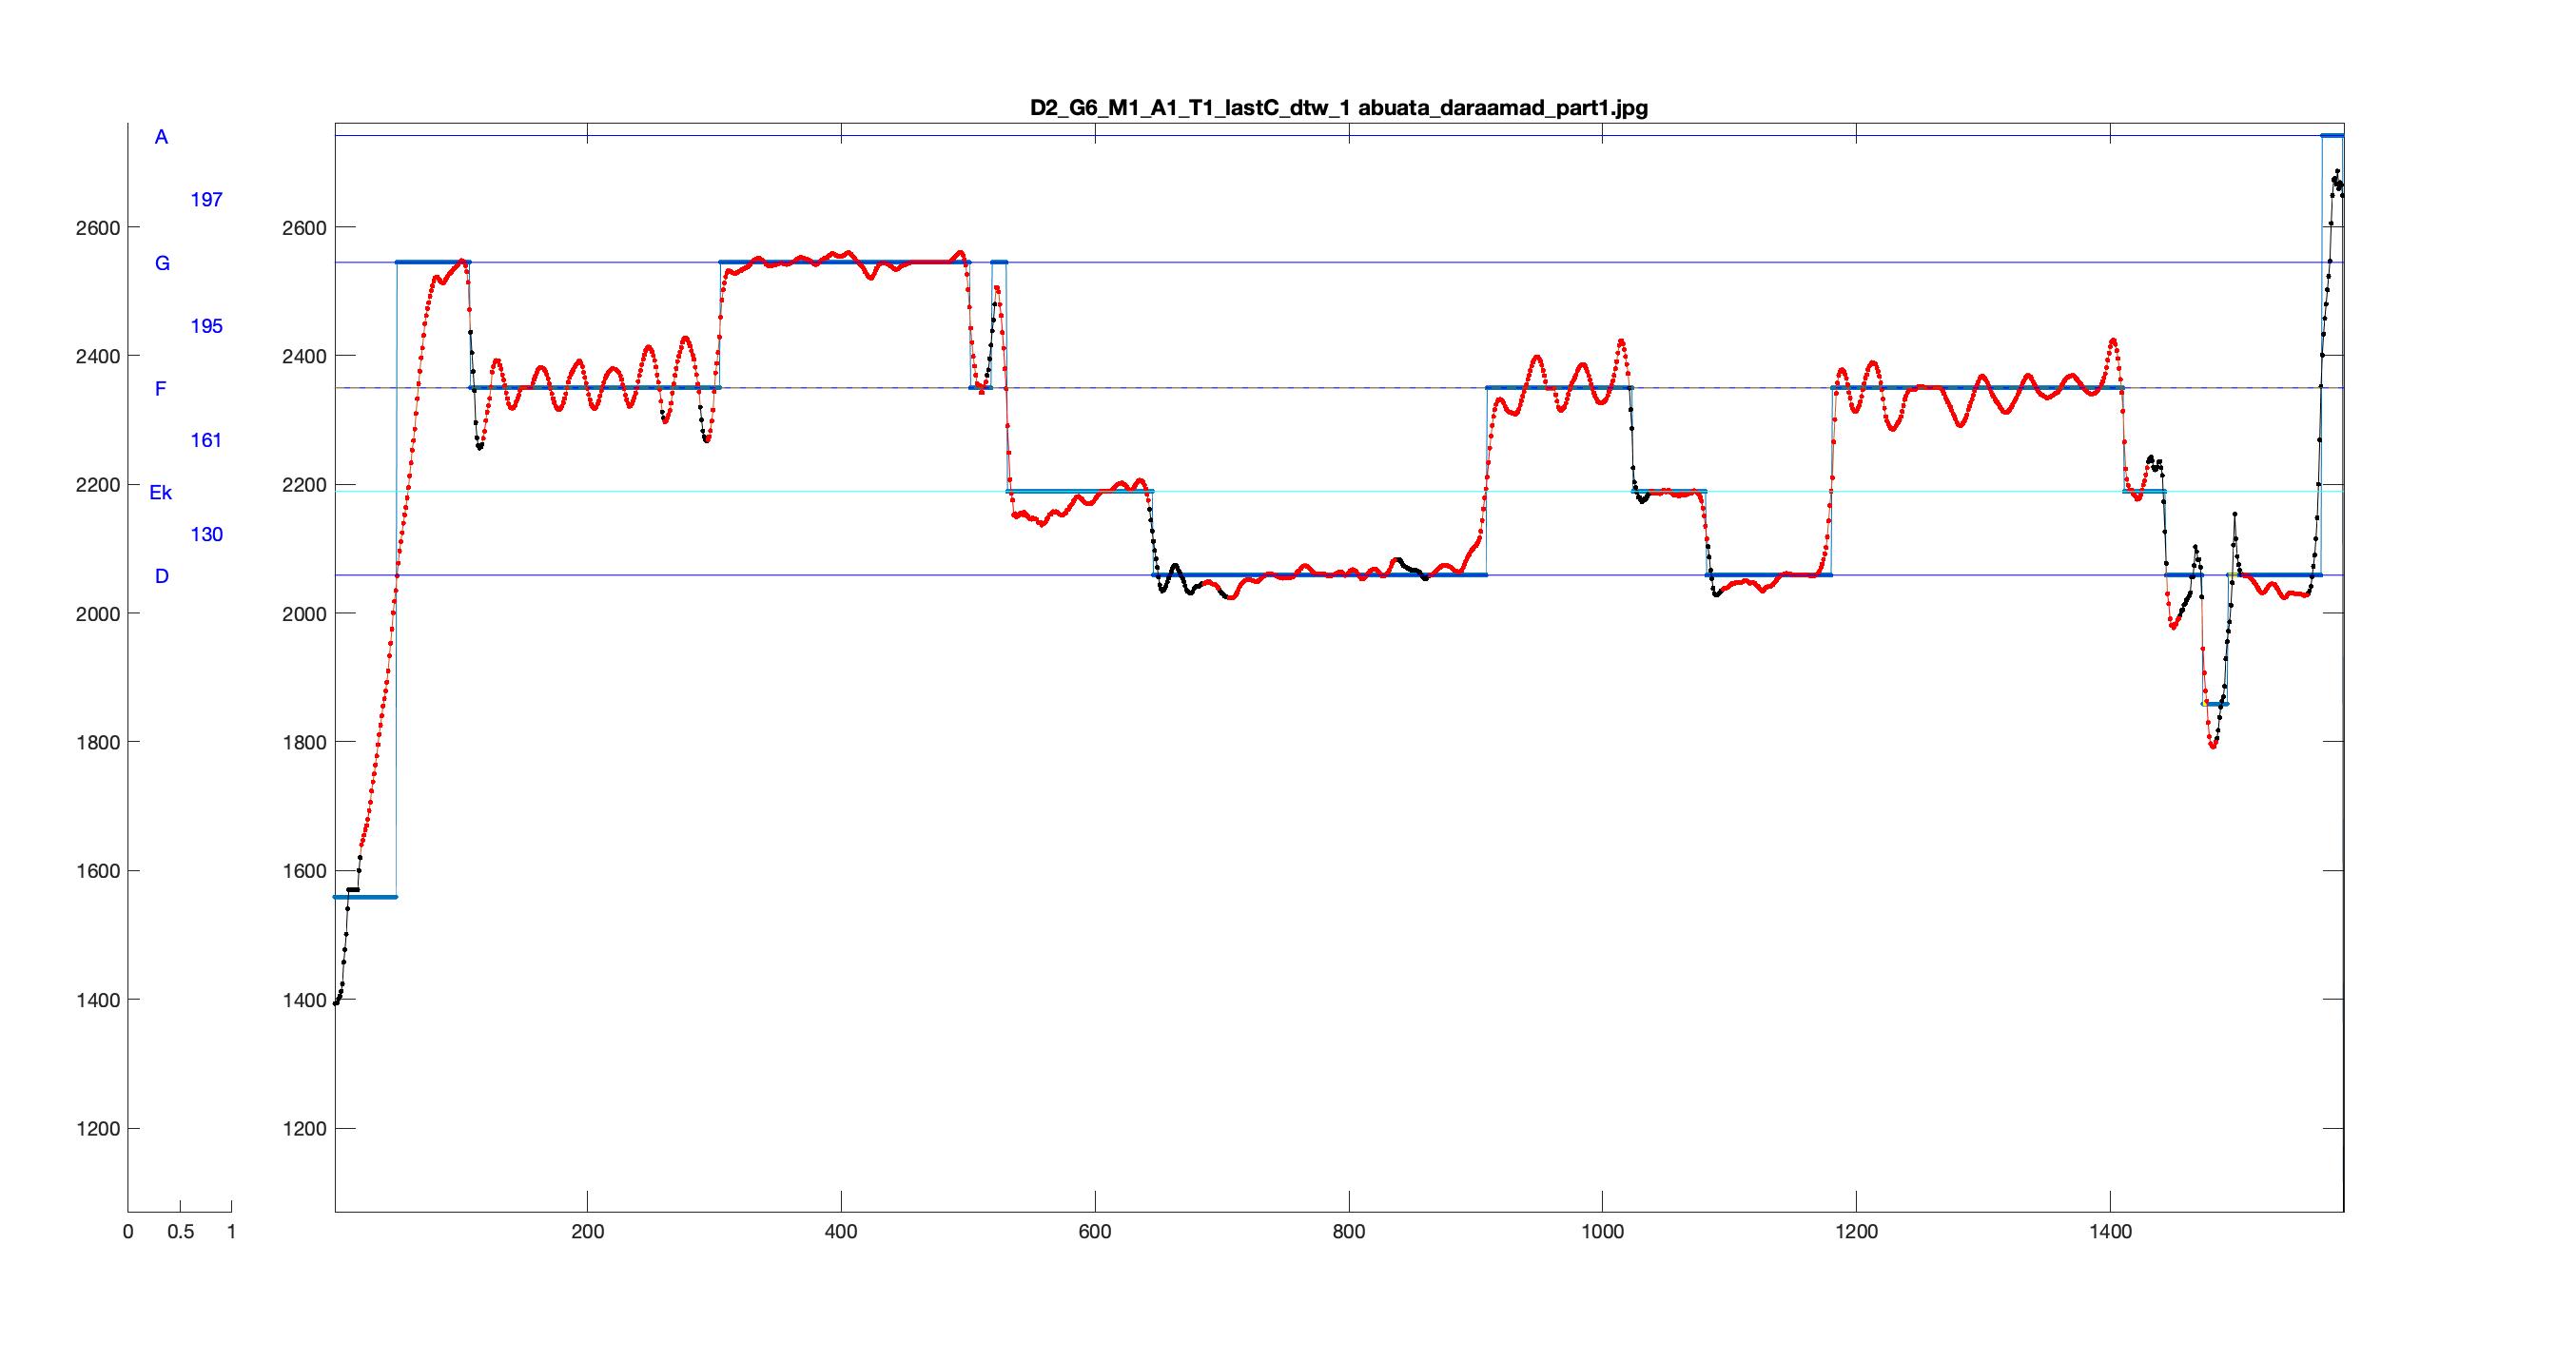 D2_G6_M1_A1_T1_lastC_dtw_1 abuata_daraamad_part1.jpg
A
197
2600 2600
G
195
2400 2400
F
161
2200 Ek 2200
130
D
2000 2000
1800 1800
1600 1600
1400 1400
1200 1200
0 0.5 1 200 400 600 800 1000 1200 1400